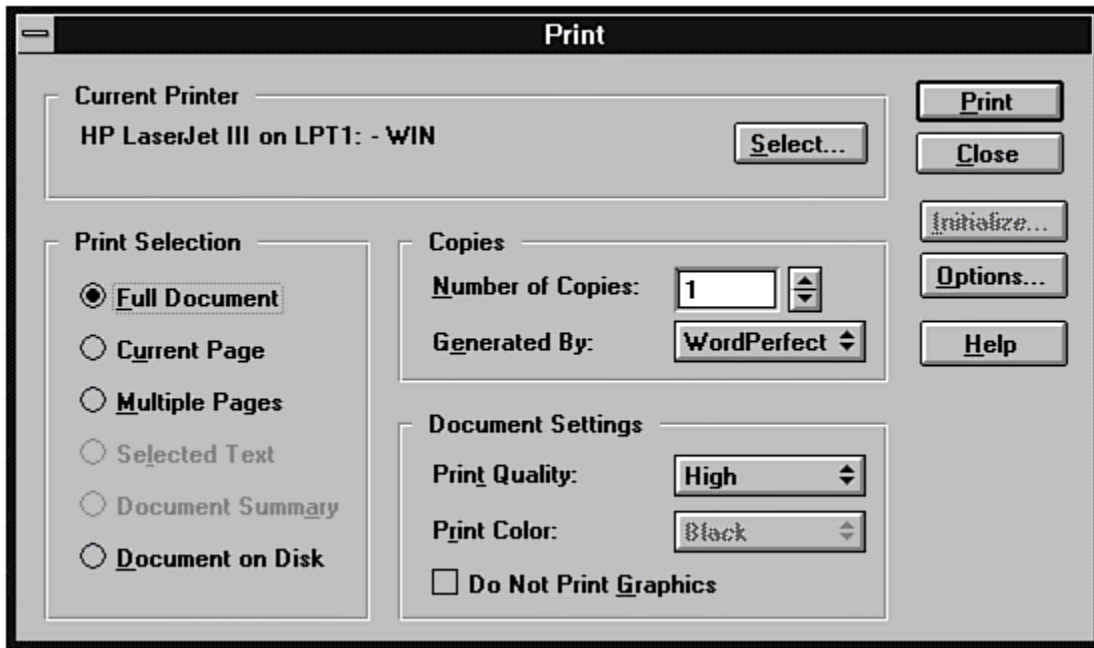 Print
Current Printer
HP LaserJet III on LPT1: - WIN
Select...
Print
Close
Initialize...
Options...
Help
Print Selection
Full Document
Current Page
Multiple Pages
Selected Text
Document Summary
Document on Disk
Copies
Number of Copies: 1
Generated By: WordPerfect
Document Settings
Print Quality: High
Print Color: Black
Do Not Print Graphics